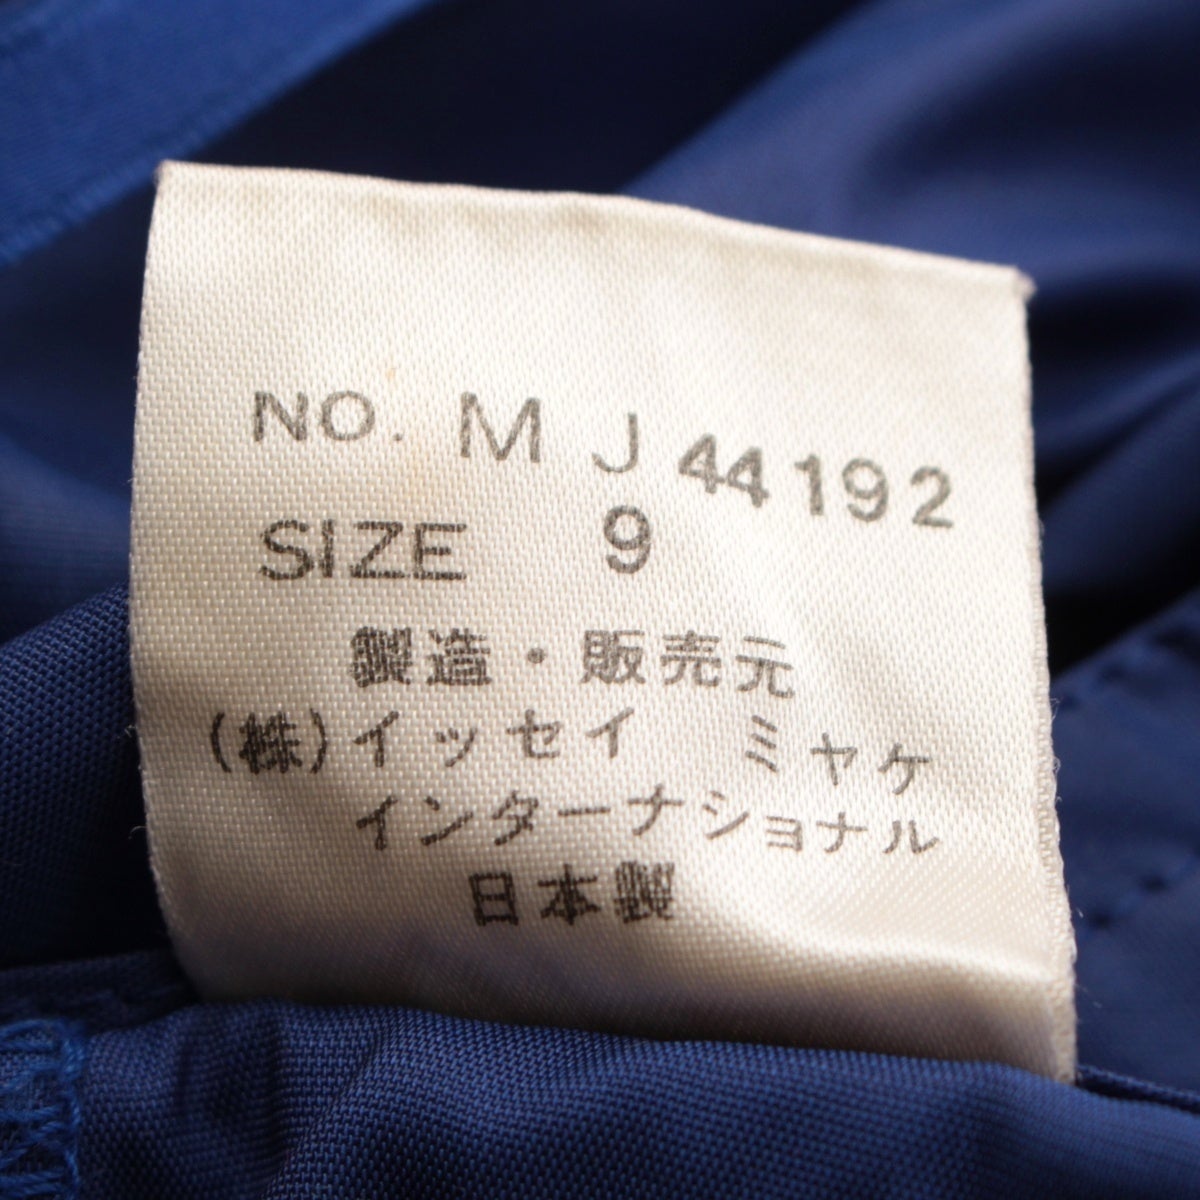 NO. MJ44192
SIZE 9
製造・販売元
(株)イッセイ ミヤケ
インターナショナル
日本製